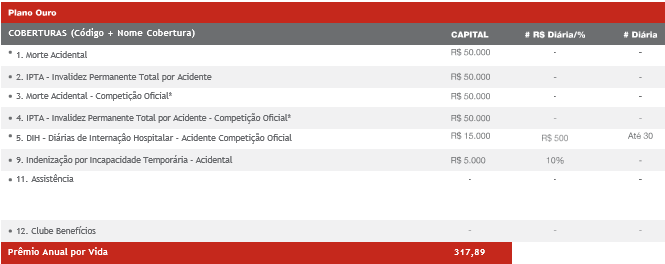 Plano Ouro
COBERTURAS (Código + Nome Cobertura) CAPITAL # R$ Diária/% # Diária
• 1. Morte Acidental R$ 50.000 - -
• 2. IPTA - Invalidez Permanente Total por Acidente R$ 50.000 - -
• 3. Morte Acidental - Competição Oficial* R$ 50.000 - -
• 4. IPTA - Invalidez Permanente Total por Acidente - Competição Oficial* R$ 50.000 - -
• 5. DIH - Diárias de Internação Hospitalar - Acidente Competição Oficial R$ 15.000 R$ 500 Até 30
• 9. Indenização por Incapacidade Temporária - Acidental R$ 5.000 10% -
• 11. Assistência - - -
• 12. Clube Benefícios - - -
Prêmio Anual por Vida 317,89